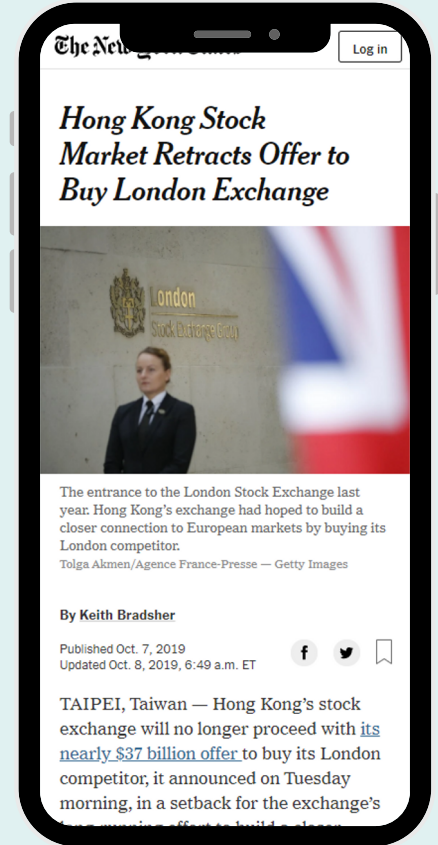 The New
Log in
Hong Kong Stock
Market Retracts Offer to
Buy London Exchange
London
Stock Exchange Group
The entrance to the London Stock Exchange last
year. Hong Kong’s exchange had hoped to build a
closer connection to European markets by buying its
London competitor.
Tolga Akmen/Agence France-Presse — Getty Images
By Keith Bradsher
Published Oct. 7, 2019
Updated Oct. 8, 2019, 6:49 a.m. ET
TAIPEI, Taiwan — Hong Kong’s stock
exchange will no longer proceed with its
nearly $37 billion offer to buy its London
competitor, it announced on Tuesday
morning, in a setback for the exchange’s